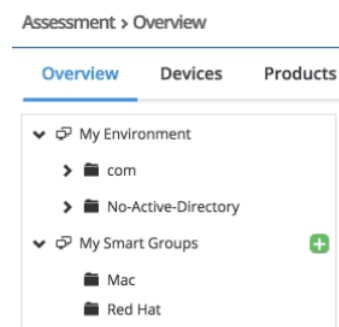 Assessment > Overview
Overview Devices Products
My Environment
com
No-Active-Directory
My Smart Groups
Mac
Red Hat